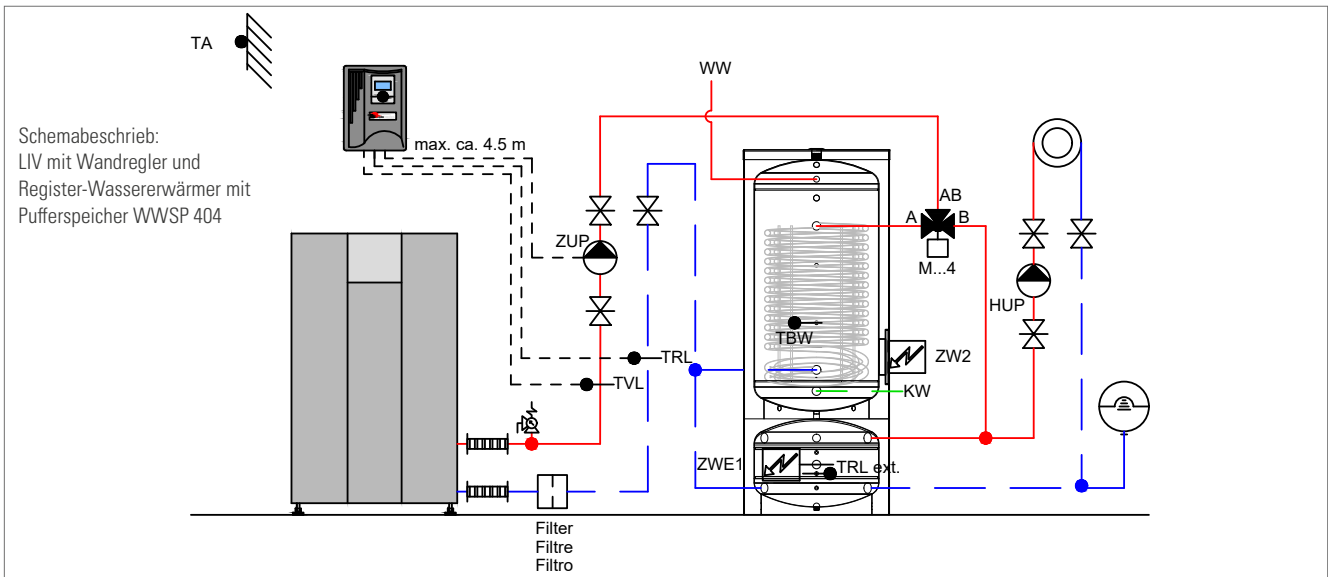 TA
WW
Schemabeschrieb:
LIV mit Wandregler und
Register-Wassererwärmer mit
Pufferspeicher WWSP 404
max. ca. 4.5 m
AB
A
B
ZUP
M...4
HUP
TBW
TRL
ZW2
TVL
KW
ZWE1
TRL ext.
Filter
Filtre
Filtro